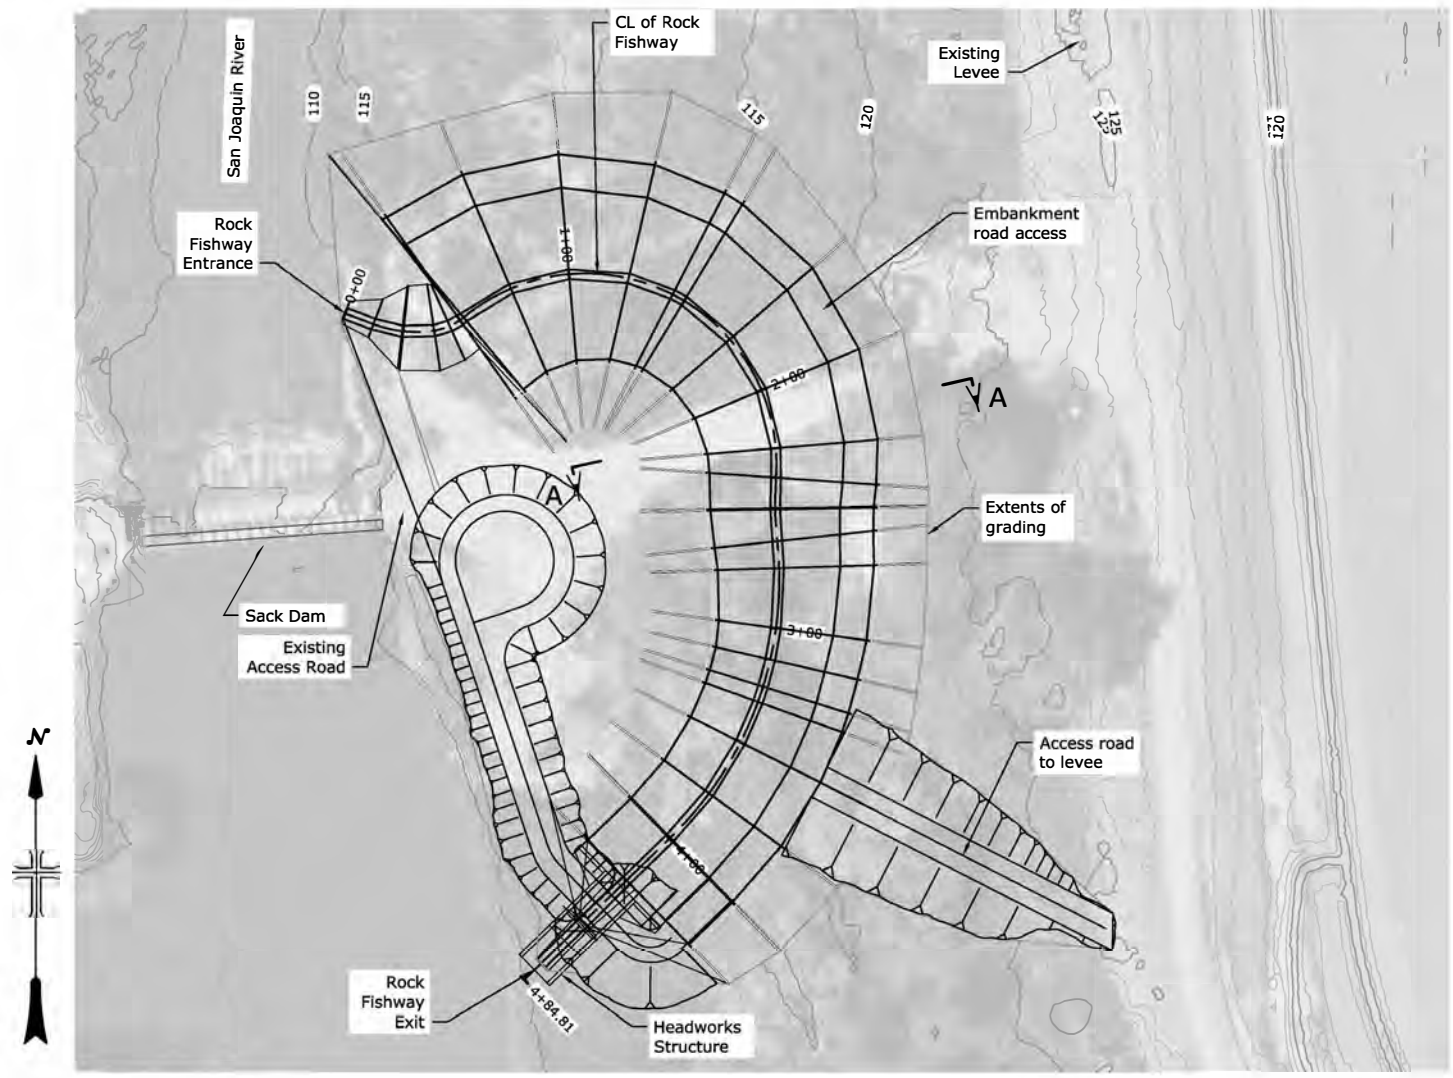 CL of Rock
Fishway
Existing
Levee
San Joaquin River
110
115
115
120
125
125
120
Rock
Fishway
Entrance
Embankment
road access
0+00
1+00
2+00
A
A
Extents of
grading
Sack Dam
Existing
Access Road
3+00
N
Access road
to levee
4+00
Rock
Fishway
Exit
4+84.81
Headworks
Structure